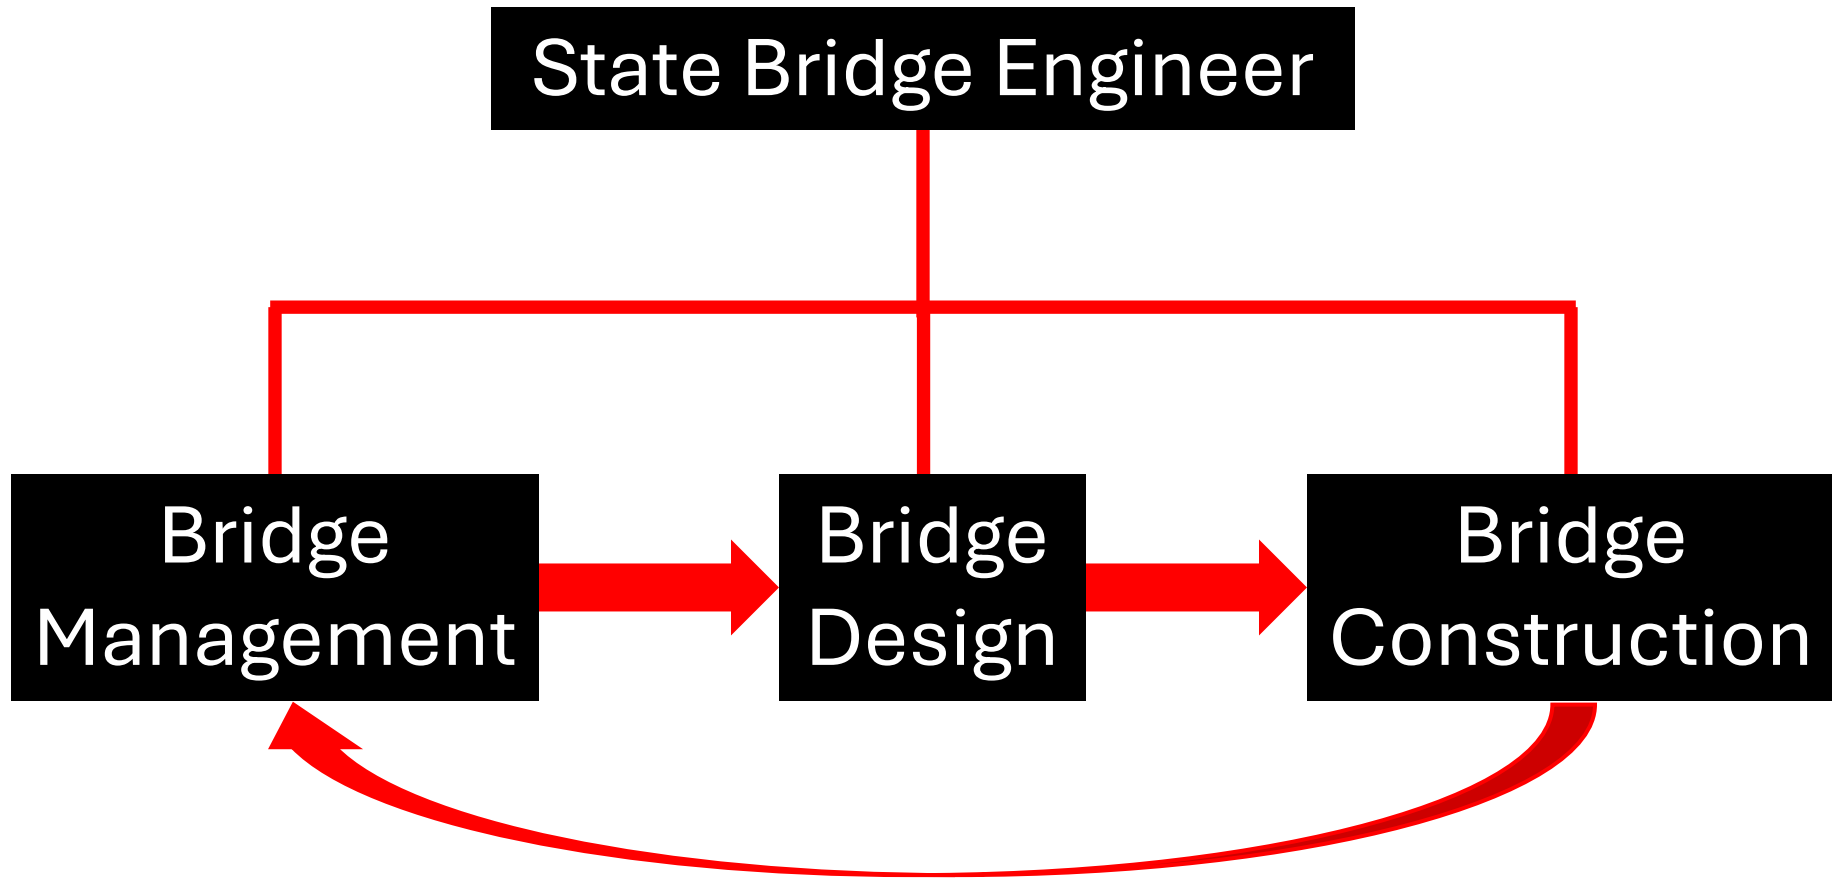 State Bridge Engineer
Bridge
Management
Bridge
Design
Bridge
Construction